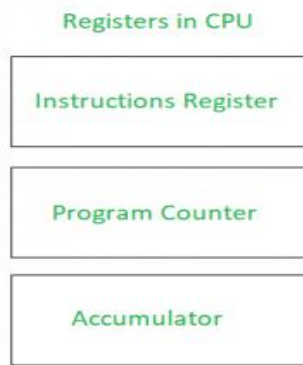 Registers in CPU
Instructions Register
Program Counter
Accumulator